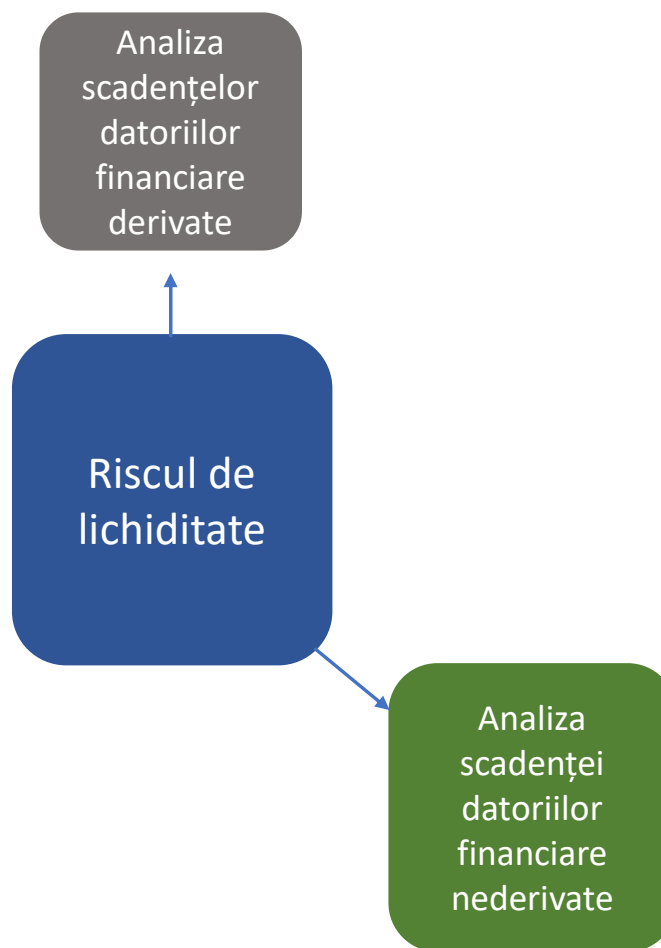 Analiza
scadențelor
datoriilor
financiare
derivate
Riscul de
lichiditate
Analiza
scadenței
datoriilor
financiare
nederivate